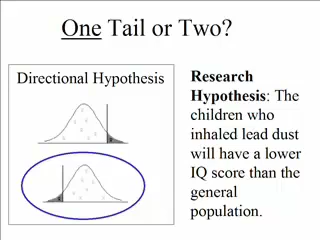 One Tail or Two?
Directional Hypothesis
Research
Hypothesis: The
children who
inhaled lead dust
will have a lower
IQ score than the
general
population.